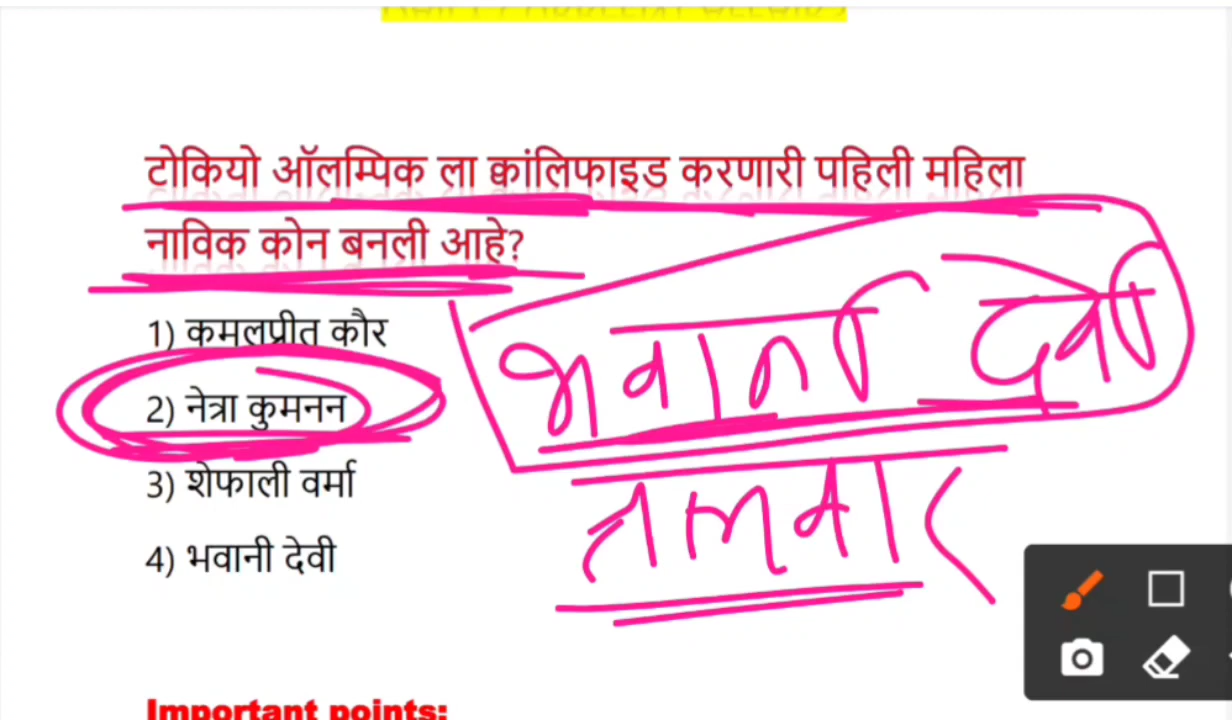 टोकियो ऑलम्पिक ला क्वांलिफाइड करणारी पहिली महिला
नाविक कोन बनली आहे?
1) कमलप्रीत कौर
2) नेत्रा कुमनन
3) शेफाली वर्मा
4) भवानी देवी
भवानी देवी
तलवार
Important points: